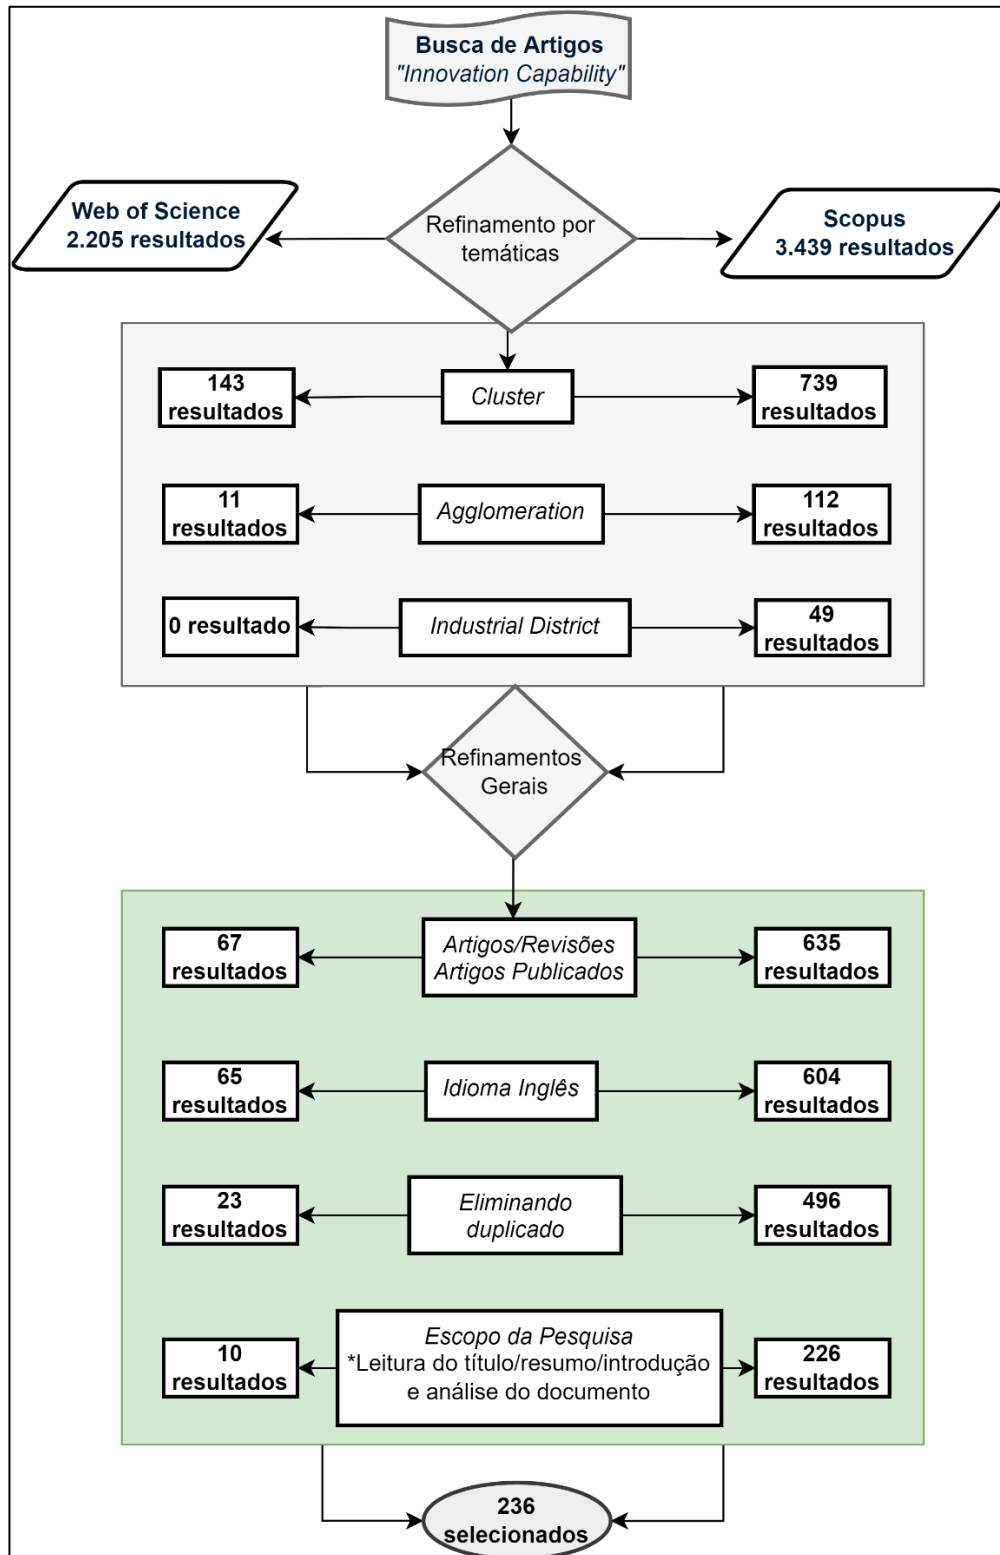 Busca de Artigos
"Innovation Capability"
Web of Science
2.205 resultados
Refinamento por
temáticas
Scopus
3.439 resultados
143
resultados
Cluster
739
resultados
11
resultados
Agglomeration
112
resultados
0 resultado
Industrial District
49
resultados
Refinamentos
Gerais
67
resultados
Artigos/Revisões
Artigos Publicados
635
resultados
65
resultados
Idioma Inglês
604
resultados
23
resultados
Eliminando
duplicado
496
resultados
10
resultados
Escopo da Pesquisa
*Leitura do título/resumo/introdução
e análise do documento
226
resultados
236
selecionados